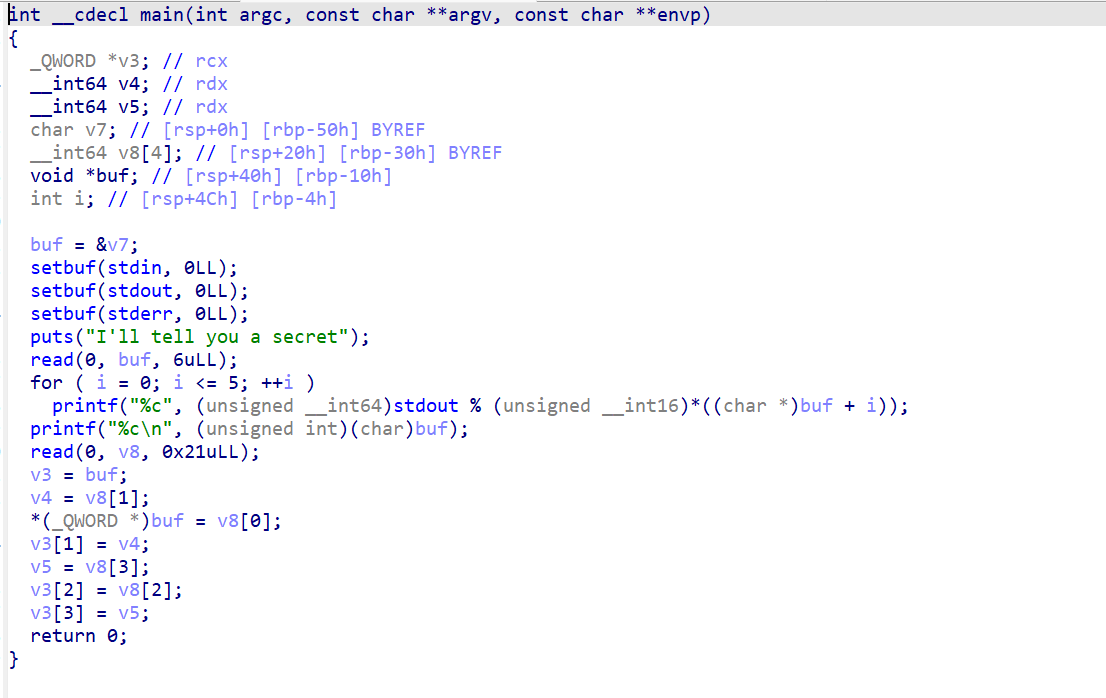 int __cdecl main(int argc, const char **argv, const char **envp)
{
  _QWORD *v3; // rcx
  __int64 v4; // rdx
  __int64 v5; // rdx
  char v7; // [rsp+0h] [rbp-50h] BYREF
  __int64 v8[4]; // [rsp+20h] [rbp-30h] BYREF
  void *buf; // [rsp+40h] [rbp-10h]
  int i; // [rsp+4Ch] [rbp-4h]

  buf = &v7;
  setbuf(stdin, 0LL);
  setbuf(stdout, 0LL);
  setbuf(stderr, 0LL);
  puts("I'll tell you a secret");
  read(0, buf, 6uLL);
  for ( i = 0; i <= 5; ++i )
    printf("%c", (unsigned __int64)stdout % (unsigned __int16)*((char *)buf + i));
  printf("%c\n", (unsigned int)(char)buf);
  read(0, v8, 0x21uLL);
  v3 = buf;
  v4 = v8[1];
  *(_QWORD *)buf = v8[0];
  v3[1] = v4;
  v5 = v8[3];
  v3[2] = v8[2];
  v3[3] = v5;
  return 0;
}